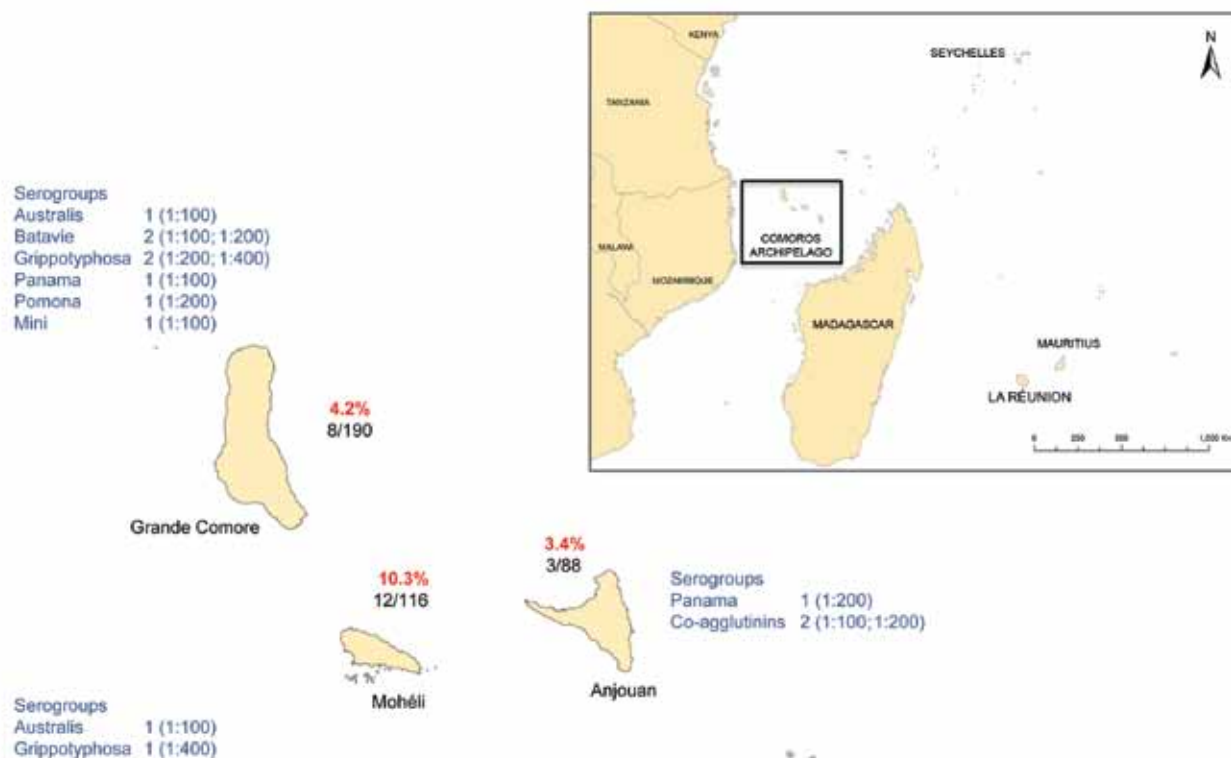 KENYA
SEYCHELLES
N
TANZANIA
Serogroups
Australis 1 (1:100)
Batavie 2 (1:100; 1:200)
Grippotyphosa 2 (1:200; 1:400)
Panama 1 (1:100)
Pomona 1 (1:200)
Mini 1 (1:100)
COMOROS
ARCHIPELAGO
MALAWI
MOZAMBIQUE
MADAGASCAR
MAURITIUS
LA RÉUNION
0
4.2%
8/190
Grande Comore
3.4%
3/88
10.3%
12/116
Serogroups
Panama 1 (1:200)
Co-agglutinins 2 (1:100; 1:200)
Anjouan
Mohéli
Serogroups
Australis 1 (1:100)
Grippotyphosa 1 (1:400)